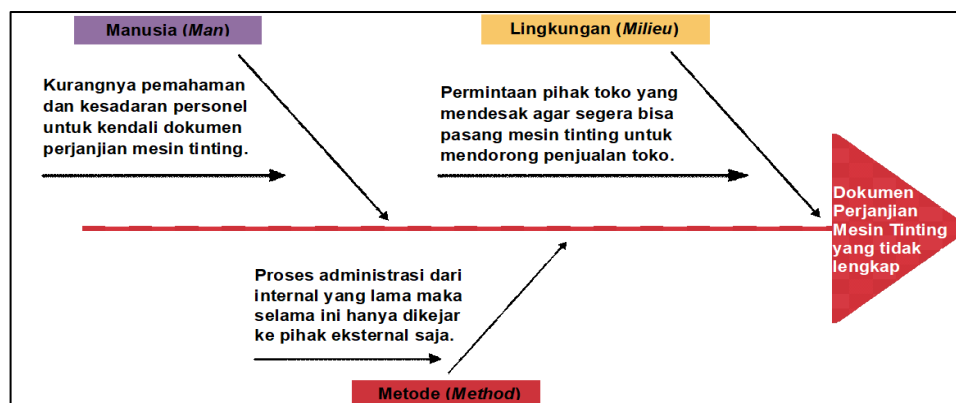 Manusia (Man)
Lingkungan (Milieu)
Kurangnya pemahaman
dan kesadaran personel
untuk kendali dokumen
perjanjian mesin tinting.
Permintaan pihak toko yang
mendesak agar segera bisa
pasang mesin tinting untuk
mendorong penjualan toko.
Dokumen
Perjanjian
Mesin Tinting
yang tidak
lengkap
Proses administrasi dari
internal yang lama maka
selama ini hanya dikejar
ke pihak eksternal saja.
Metode (Method)